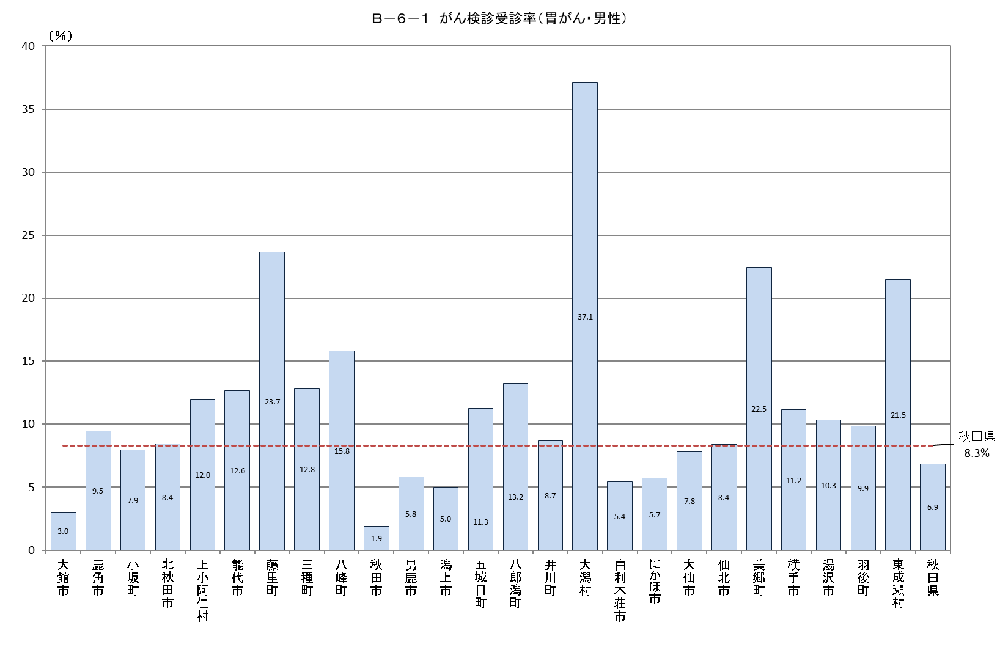 Ｂ－６－１　がん検診受診率（胃がん・男性）
（％）
40
35
30
25
20
15
10
5
0
3.0
9.5
7.9
8.4
12.0
12.6
23.7
12.8
15.8
1.9
5.8
5.0
11.3
13.2
8.7
37.1
5.4
5.7
7.8
8.4
22.5
11.2
10.3
9.9
21.5
6.9
秋田県
8.3%
大館市
鹿角市
小坂町
北秋田市
上小阿仁村
能代市
藤里町
三種町
八峰町
秋田市
男鹿市
潟上市
五城目町
八郎潟町
井川町
大潟村
由利本荘市
にかほ市
大仙市
仙北市
美郷町
横手市
湯沢市
羽後町
東成瀬村
秋田県